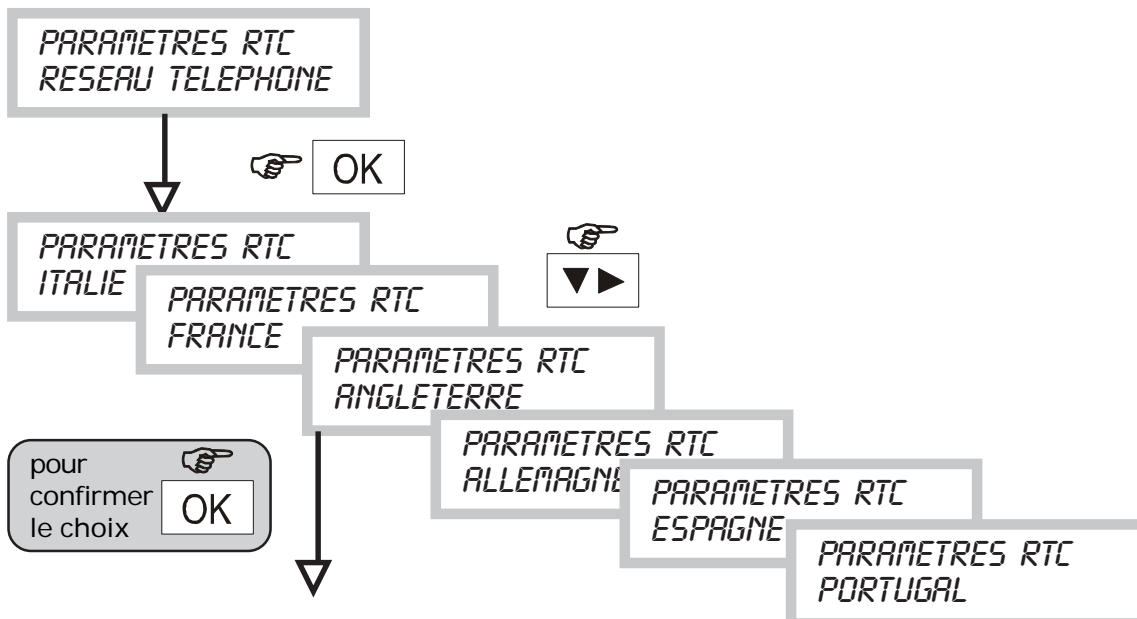 PARAMETRES RTC
RESEAU TELEPHONE
OK
PARAMETRES RTC
ITALIE
PARAMETRES RTC
FRANCE
PARAMETRES RTC
ANGLETERRE
PARAMETRES RTC
ALLEMAGNE
PARAMETRES RTC
ESPAGNE
PARAMETRES RTC
PORTUGAL
pour
confirmer
le choix
OK